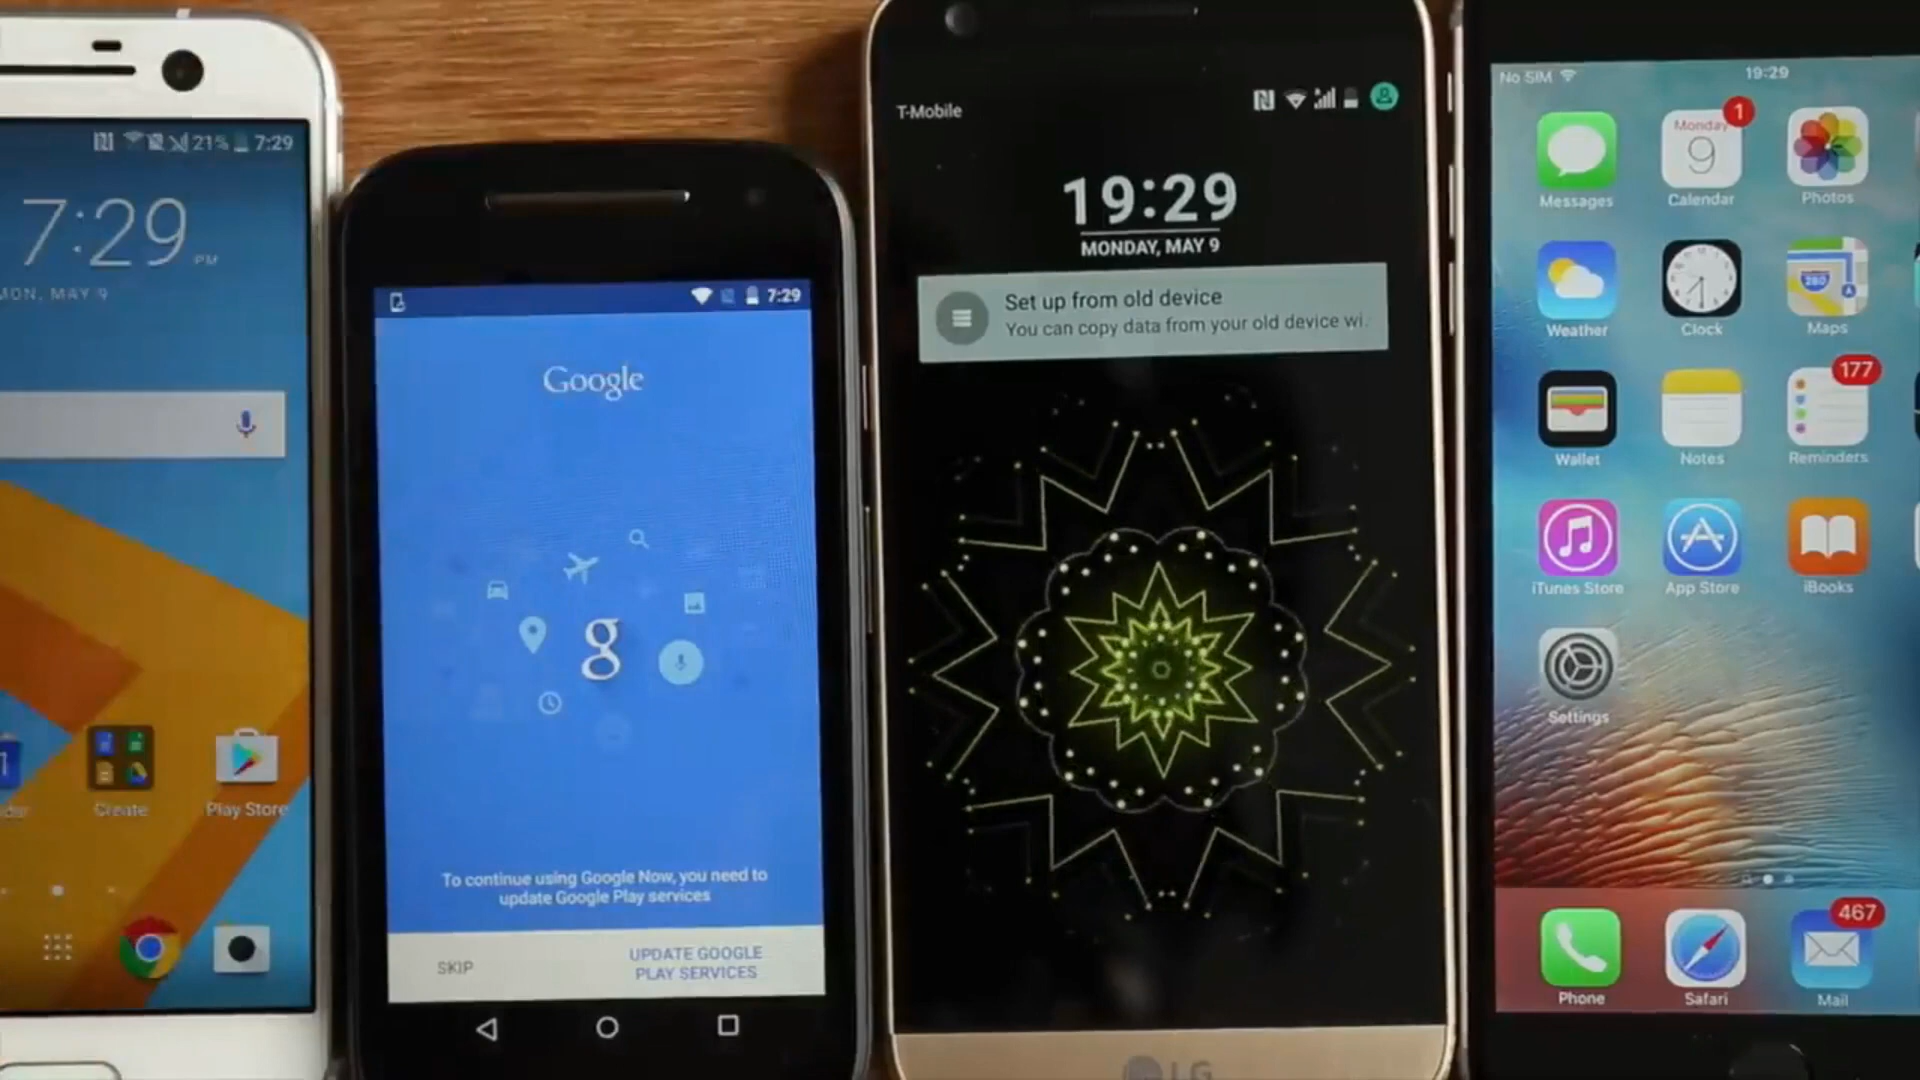 21% 7:29
7:29 PM
MON, MAY 9
1
Create
Play Store
7:29
Google
g
To continue using Google Now, you need to
update Google Play services
SKIP
UPDATE GOOGLE
PLAY SERVICES
T-Mobile
19:29
MONDAY, MAY 9
Set up from old device
You can copy data from your old device wi.
LG
No SIM
19:29
Monday
9
1
Messages
Calendar
Photos
280
Weather
Clock
Maps
177
Wallet
Notes
Reminders
iTunes Store
App Store
iBooks
Settings
467
Phone
Safari
Mail